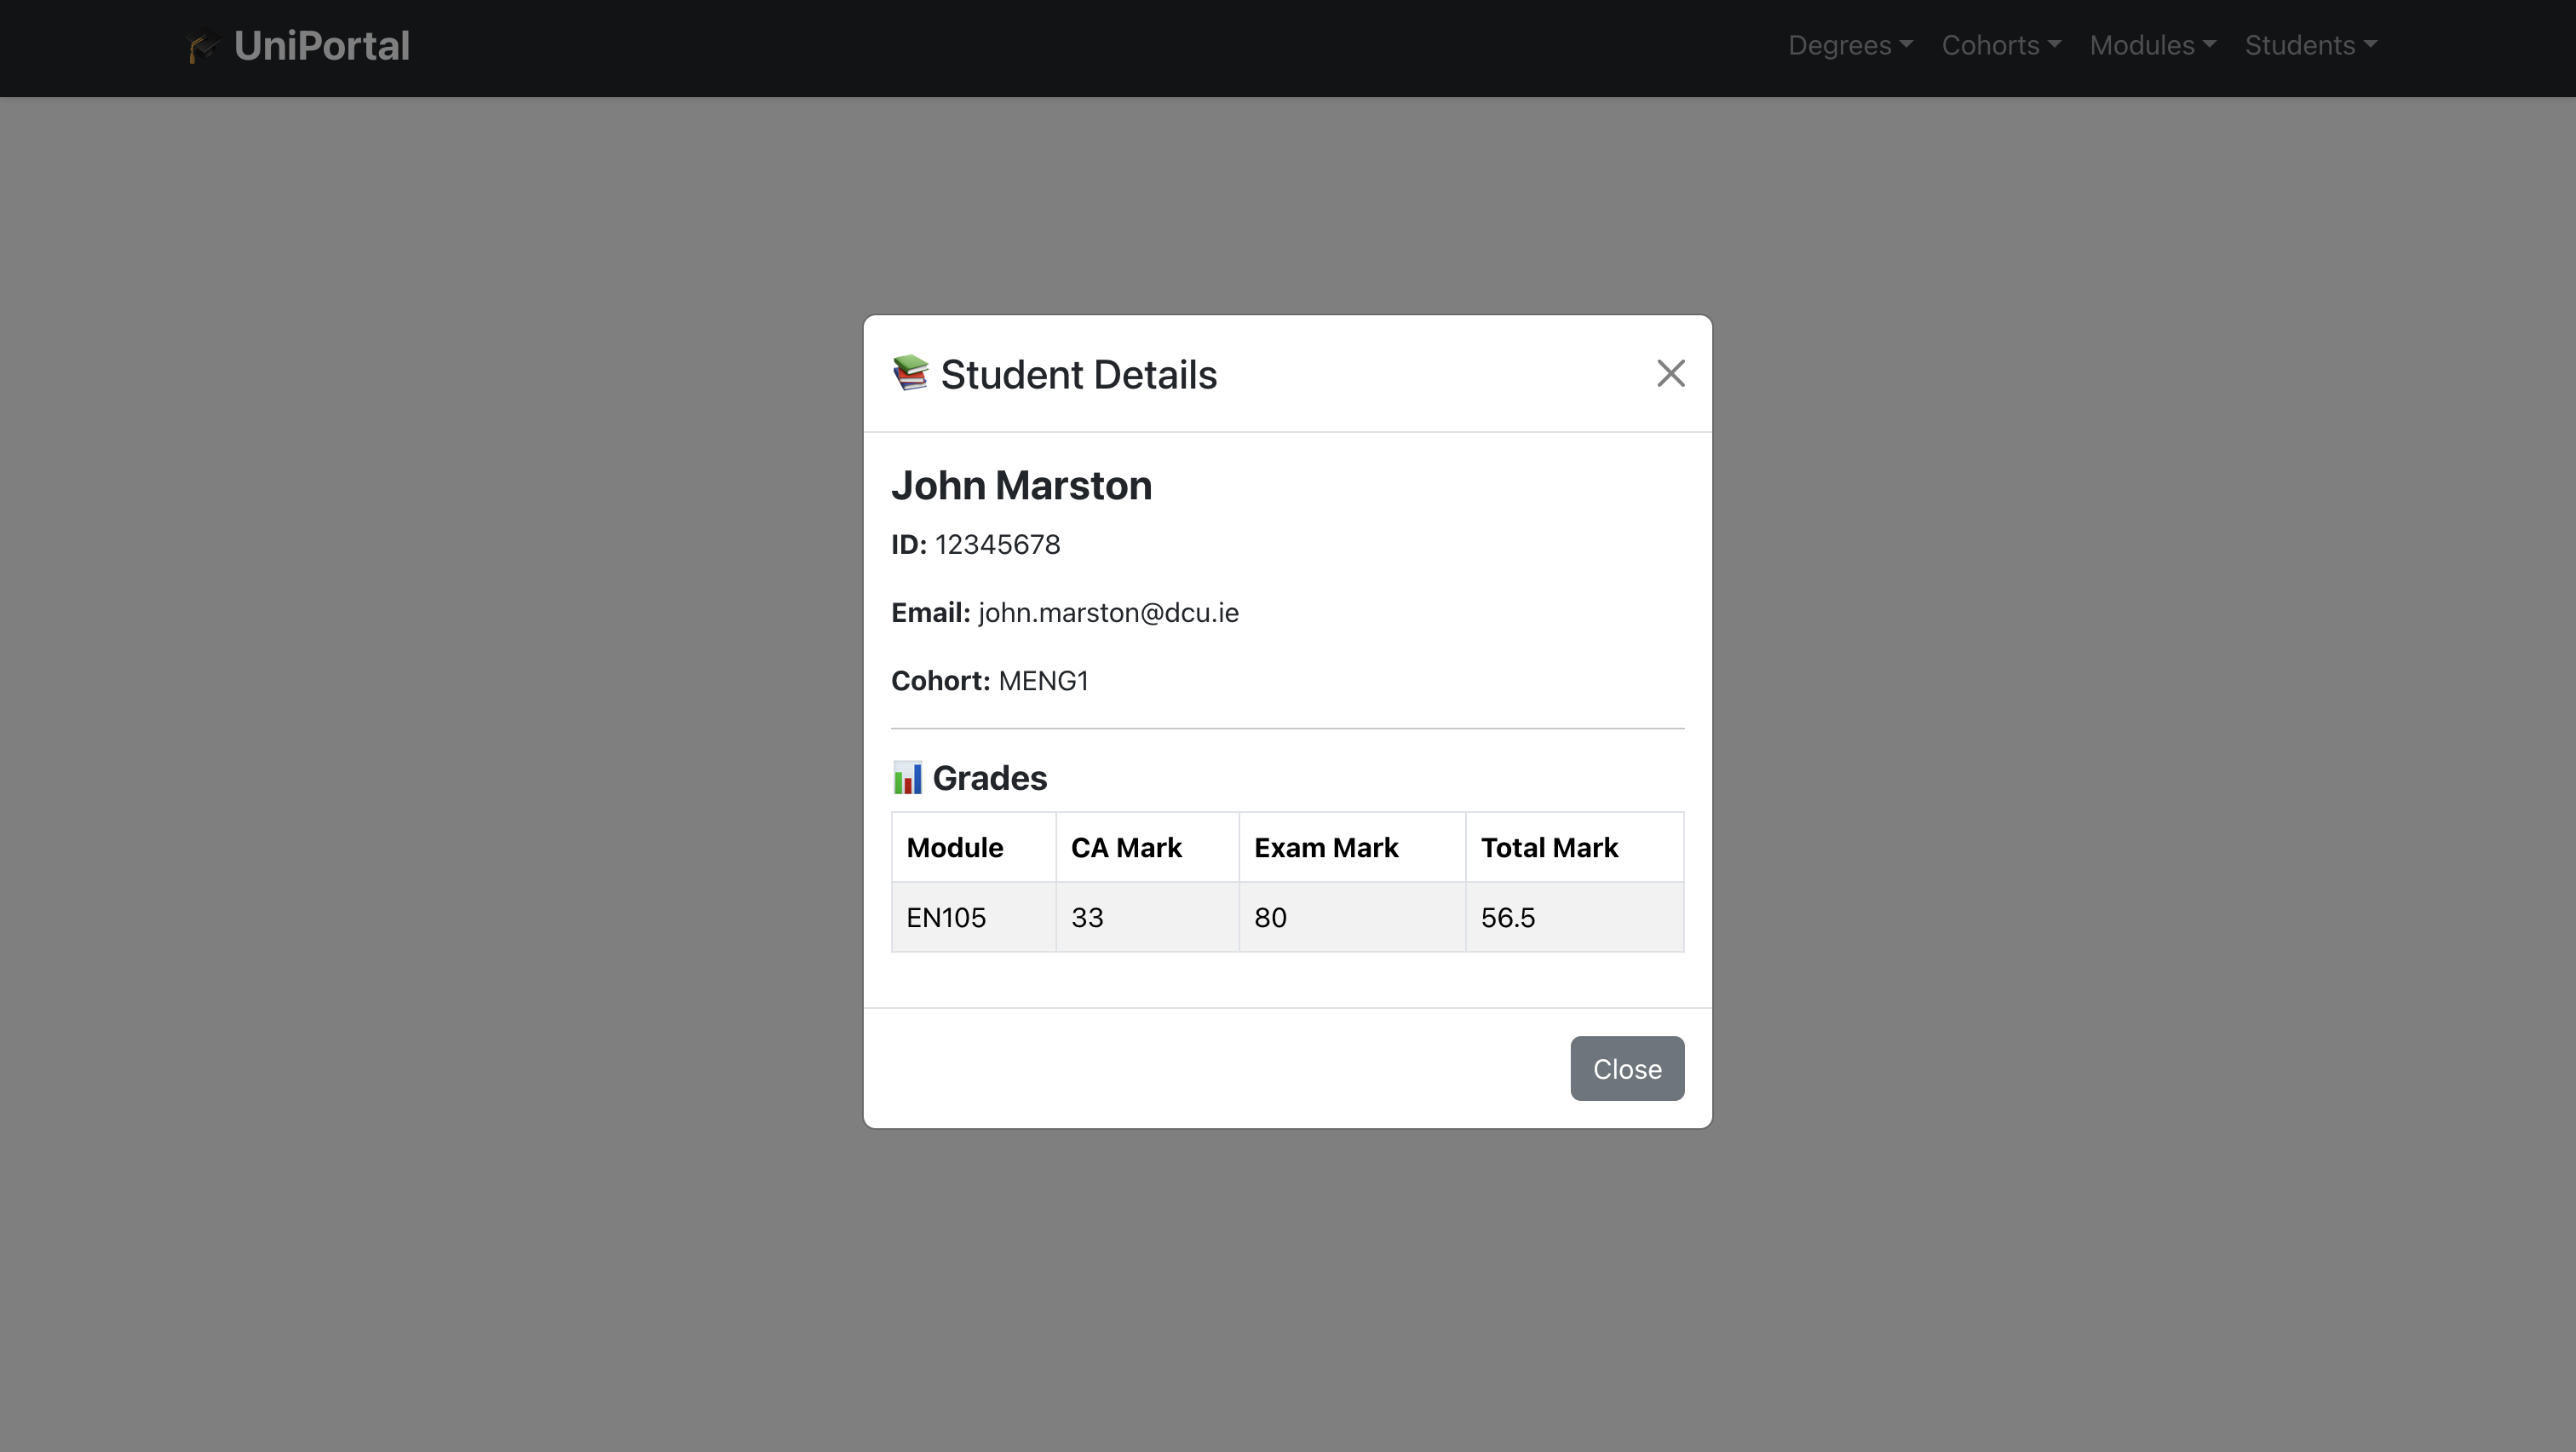 UniPortal
Degrees Cohorts Modules Students
Student Details
John Marston
ID: 12345678
Email: john.marston@dcu.ie
Cohort: MENG1
Grades
Module CA Mark Exam Mark Total Mark
EN105 33 80 56.5
Close